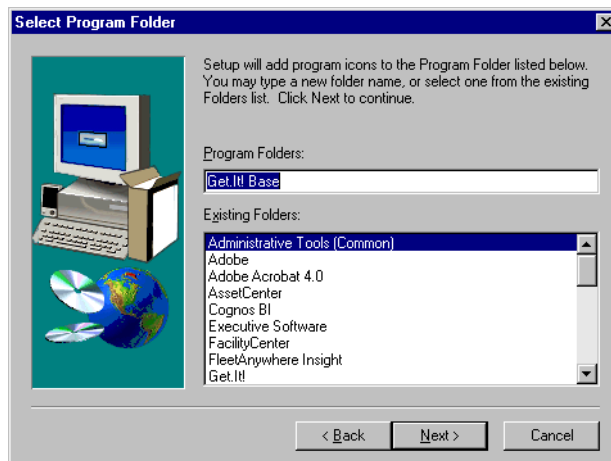 Select Program Folder
Setup will add program icons to the Program Folder listed below.
You may type a new folder name, or select one from the existing
Folders list. Click Next to continue.
Program Folders:
Get.It! Base
Existing Folders:
Administrative Tools (Common)
Adobe
Adobe Acrobat 4.0
AssetCenter
Cognos BI
Executive Software
FacilityCenter
FleetAnywhere Insight
Get.It!
< Back Next > Cancel